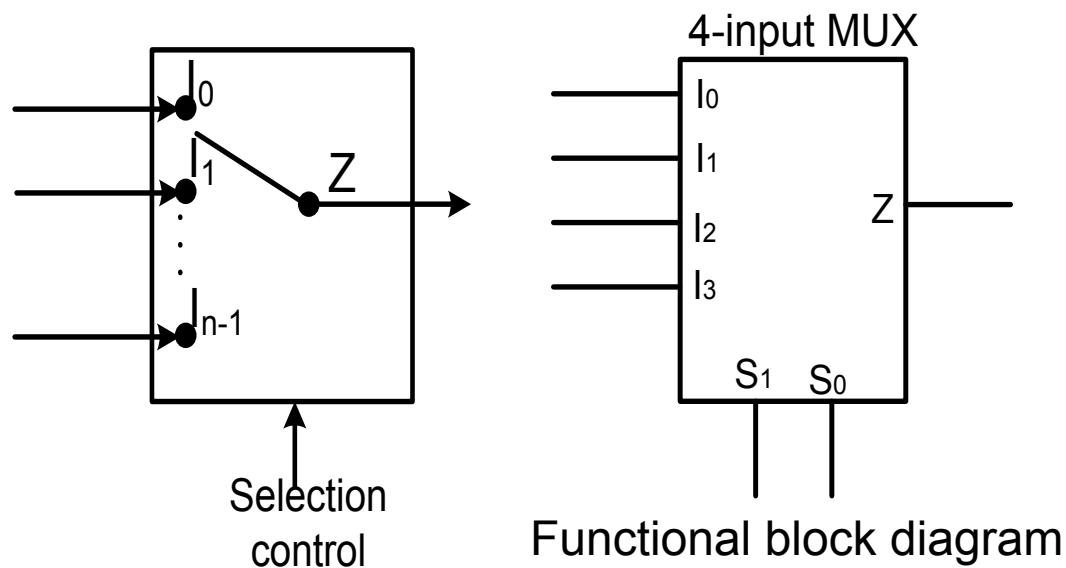 I0
I1
Z
In-1
Selection
control
4-input MUX
I0
I1
I2
I3
Z
S1 S0
Functional block diagram